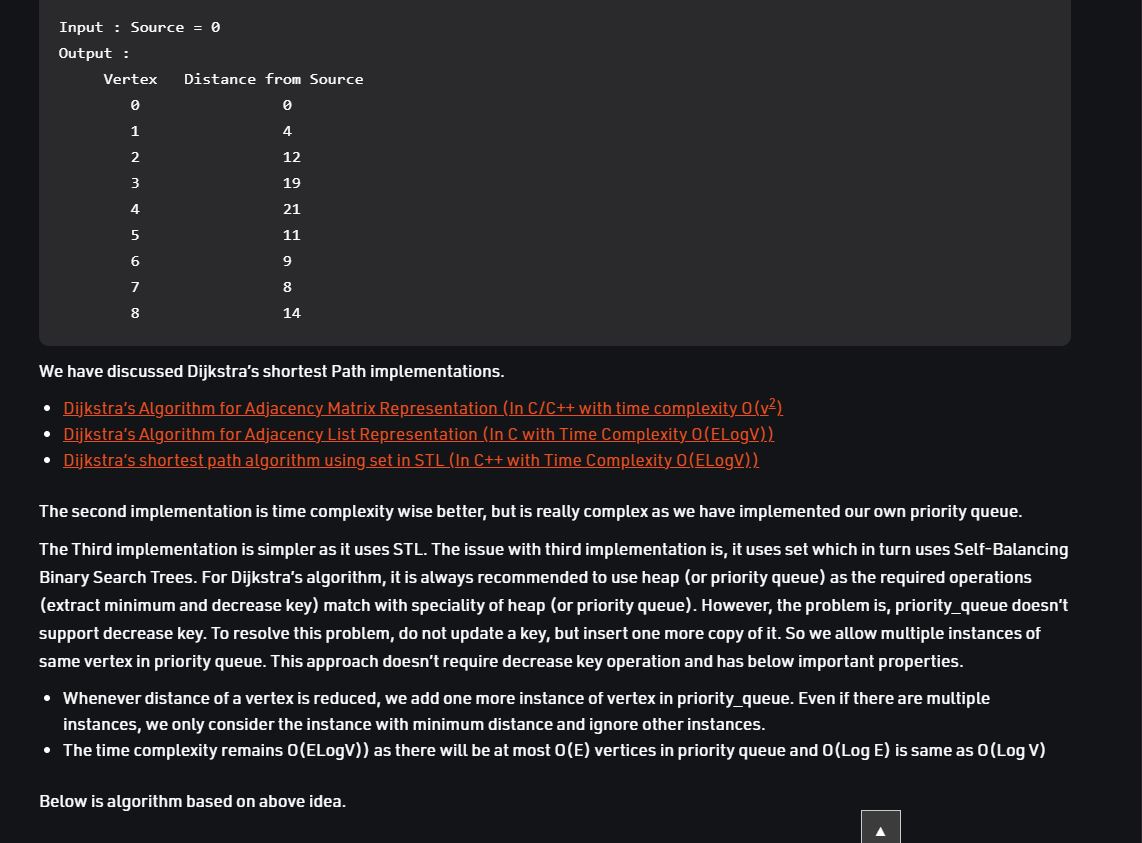 Input : Source = 0
Output :
Vertex Distance from Source
0 0
1 4
2 12
3 19
4 21
5 11
6 9
7 8
8 14
We have discussed Dijkstra’s shortest Path implementations.
• Dijkstra’s Algorithm for Adjacency Matrix Representation (In C/C++ with time complexity O(v²)
• Dijkstra’s Algorithm for Adjacency List Representation (In C with Time Complexity O(ELogV))
• Dijkstra’s shortest path algorithm using set in STL (In C++ with Time Complexity O(ELogV))
The second implementation is time complexity wise better, but is really complex as we have implemented our own priority queue.
The Third implementation is simpler as it uses STL. The issue with third implementation is, it uses set which in turn uses Self-Balancing
Binary Search Trees. For Dijkstra’s algorithm, it is always recommended to use heap (or priority queue) as the required operations
(extract minimum and decrease key) match with speciality of heap (or priority queue). However, the problem is, priority_queue doesn’t
support decrease key. To resolve this problem, do not update a key, but insert one more copy of it. So we allow multiple instances of
same vertex in priority queue. This approach doesn’t require decrease key operation and has below important properties.
• Whenever distance of a vertex is reduced, we add one more instance of vertex in priority_queue. Even if there are multiple
instances, we only consider the instance with minimum distance and ignore other instances.
• The time complexity remains O(ELogV)) as there will be at most O(E) vertices in priority queue and O(Log E) is same as O(Log V)
Below is algorithm based on above idea.
▲